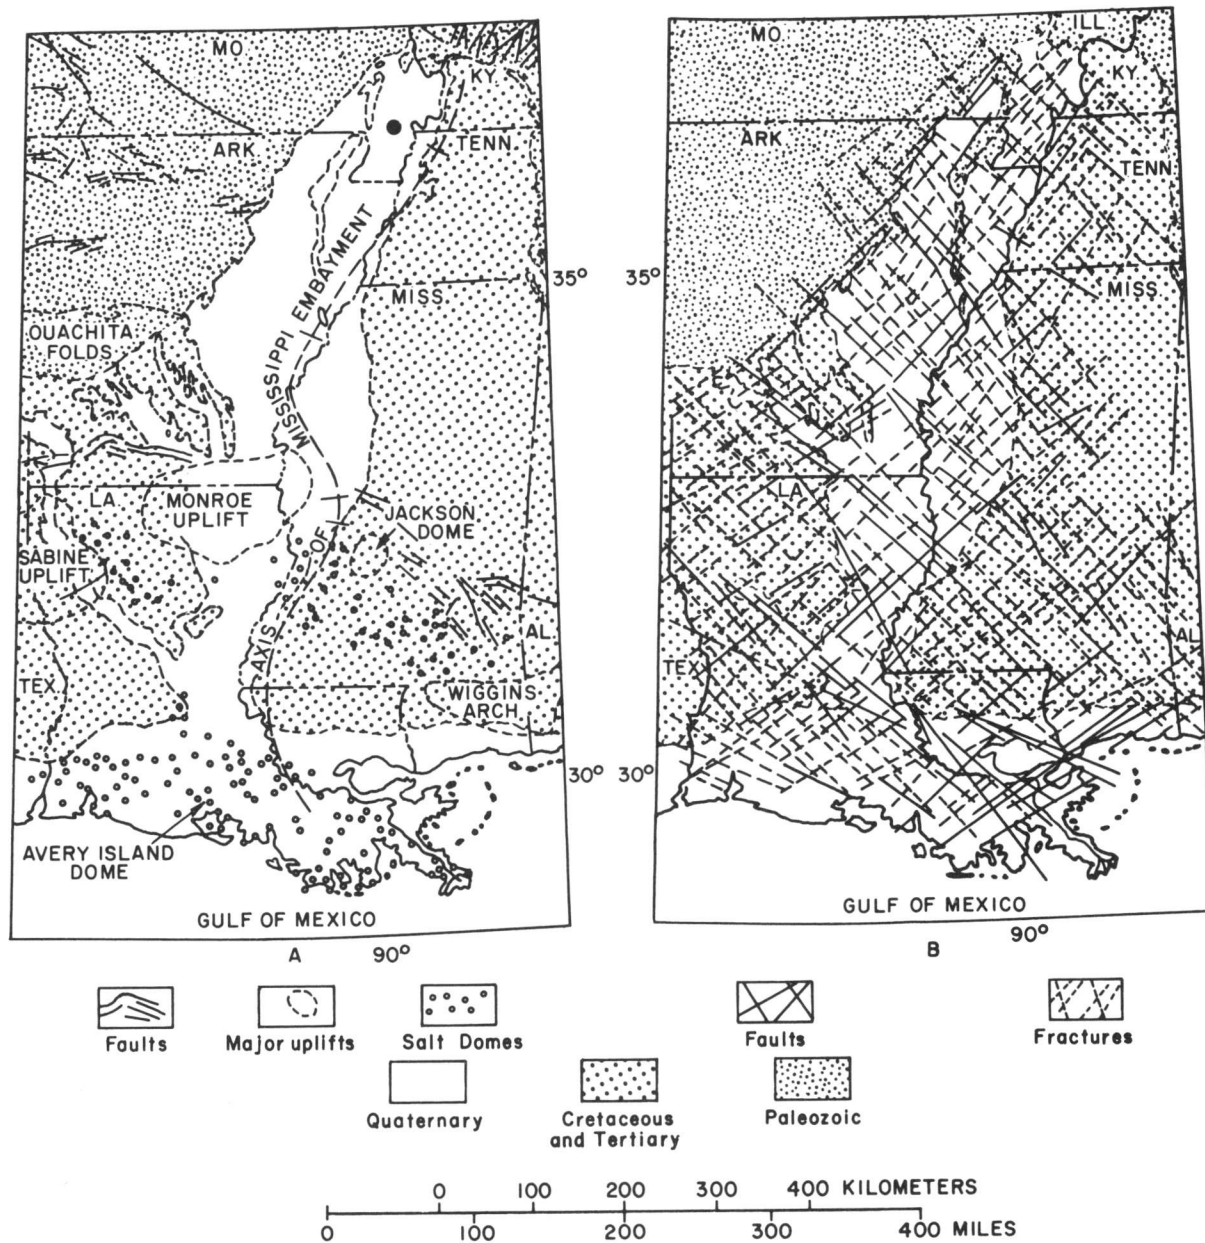 MO.
KY.
ARK
TENN.
MISSISSIPPI EMBAYMENT
35°
MISS.
OUACHITA
FOLDS
LA.
MONROE
UPLIFT
JACKSON
DOME
SABINE
UPLIFT
AXIS OF
AL.
TEX.
WIGGINS
ARCH
30°
AVERY ISLAND
DOME
GULF OF MEXICO
A
90°
MO.
ILL
KY.
ARK
TENN.
35°
MISS.
LA.
TEX.
AL.
30°
GULF OF MEXICO
B
90°
Faults
Major uplifts
Salt Domes
Faults
Fractures
Quaternary
Cretaceous
and Tertiary
Paleozoic
0 100 200 300 400 KILOMETERS
0 100 200 300 400 MILES